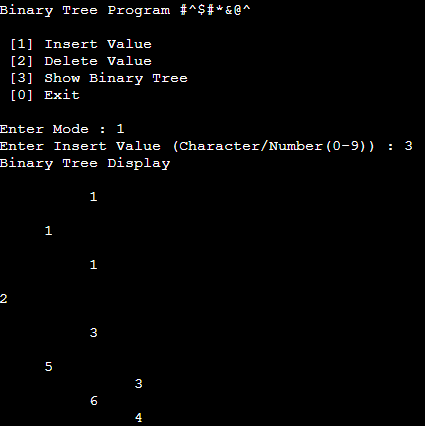 Binary Tree Program #^$#*&@^
[1] Insert Value
[2] Delete Value
[3] Show Binary Tree
[0] Exit
Enter Mode : 1
Enter Insert Value (Character/Number(0-9)) : 3
Binary Tree Display
1
1
1
2
3
5
3
6
4